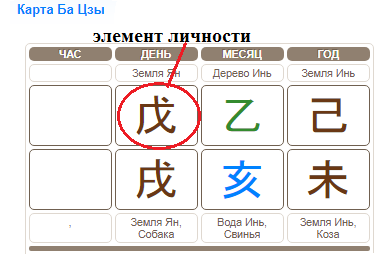 Карта Ба Цзы
элемент личности
ЧАС ДЕНЬ МЕСЯЦ ГОД
Земля Ян Дерево Инь Земля Инь
戊 乙 己
戌 亥 未
, Земля Ян, Вода Инь, Земля Инь,
Собака Свинья Коза